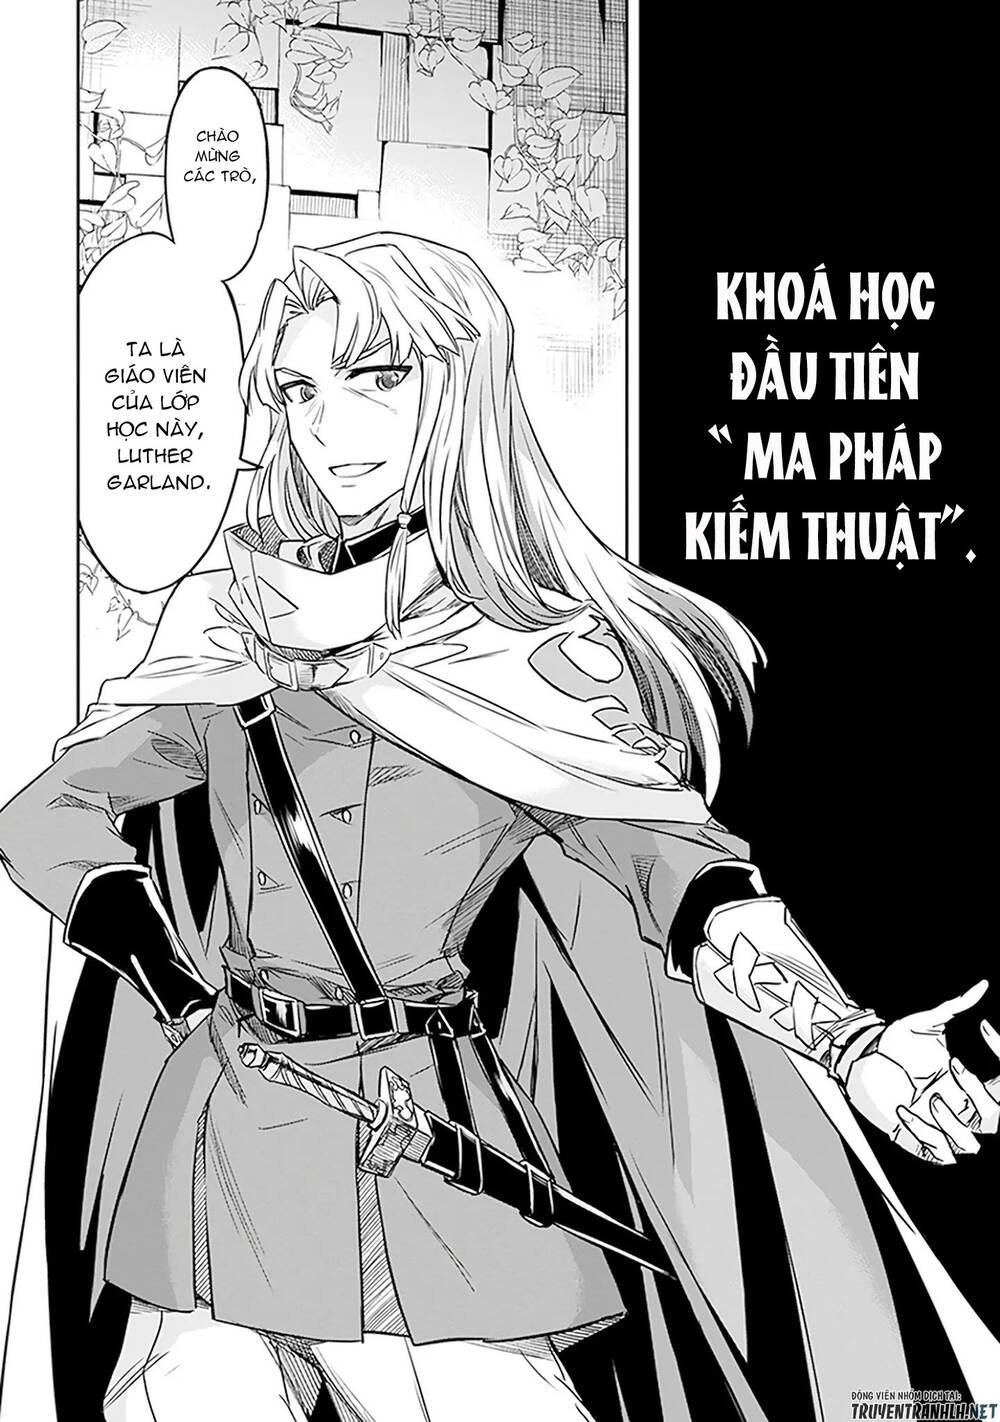 KHOÁ HỌC
ĐẦU TIÊN
“MA PHÁP
KIẾM THUẬT”.
CHÀO
MỪNG
CÁC TRÒ,
TA LÀ
GIÁO VIÊN
CỦA LỚP
HỌC NÀY,
LUTHER
GARLAND.
ĐỘNG VIÊN NHÓM DỊCH TẠI:
TRUYENTRANHLH.NET